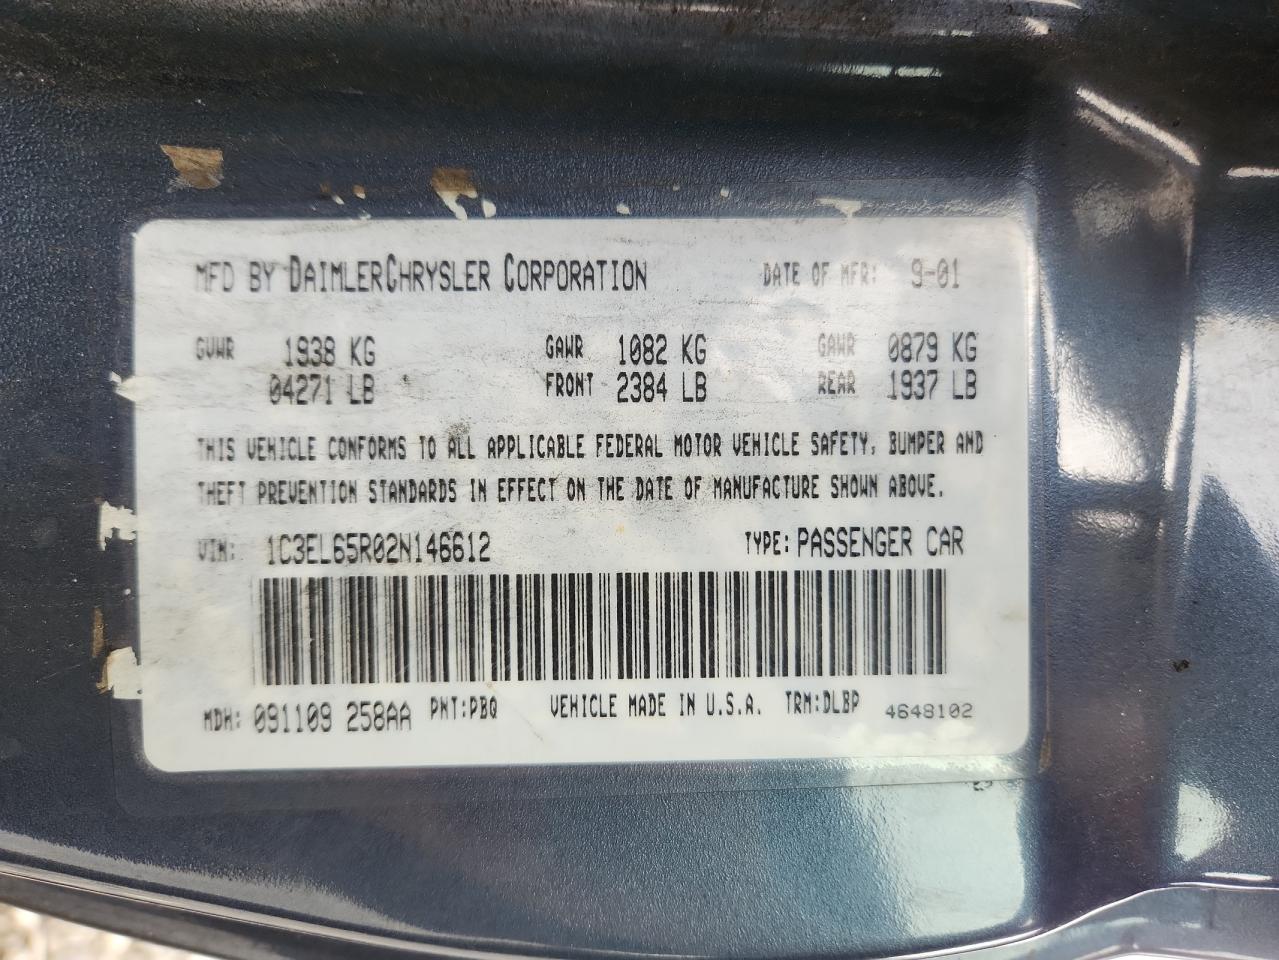 MFD BY DAIMLERCHRYSLER CORPORATION DATE OF MFR: 9-01
GVWR 1938 KG GAWR 1082 KG GAWR 0879 KG
04271 LB FRONT 2384 LB REAR 1937 LB
THIS VEHICLE CONFORMS TO ALL APPLICABLE FEDERAL MOTOR VEHICLE SAFETY, BUMPER AND
THEFT PREVENTION STANDARDS IN EFFECT ON THE DATE OF MANUFACTURE SHOWN ABOVE.
VIN: 1C3EL65R02N146612 TYPE: PASSENGER CAR
MDH: 091109 258AA PNT:PBQ VEHICLE MADE IN U.S.A. TRM:DLBP 4648102